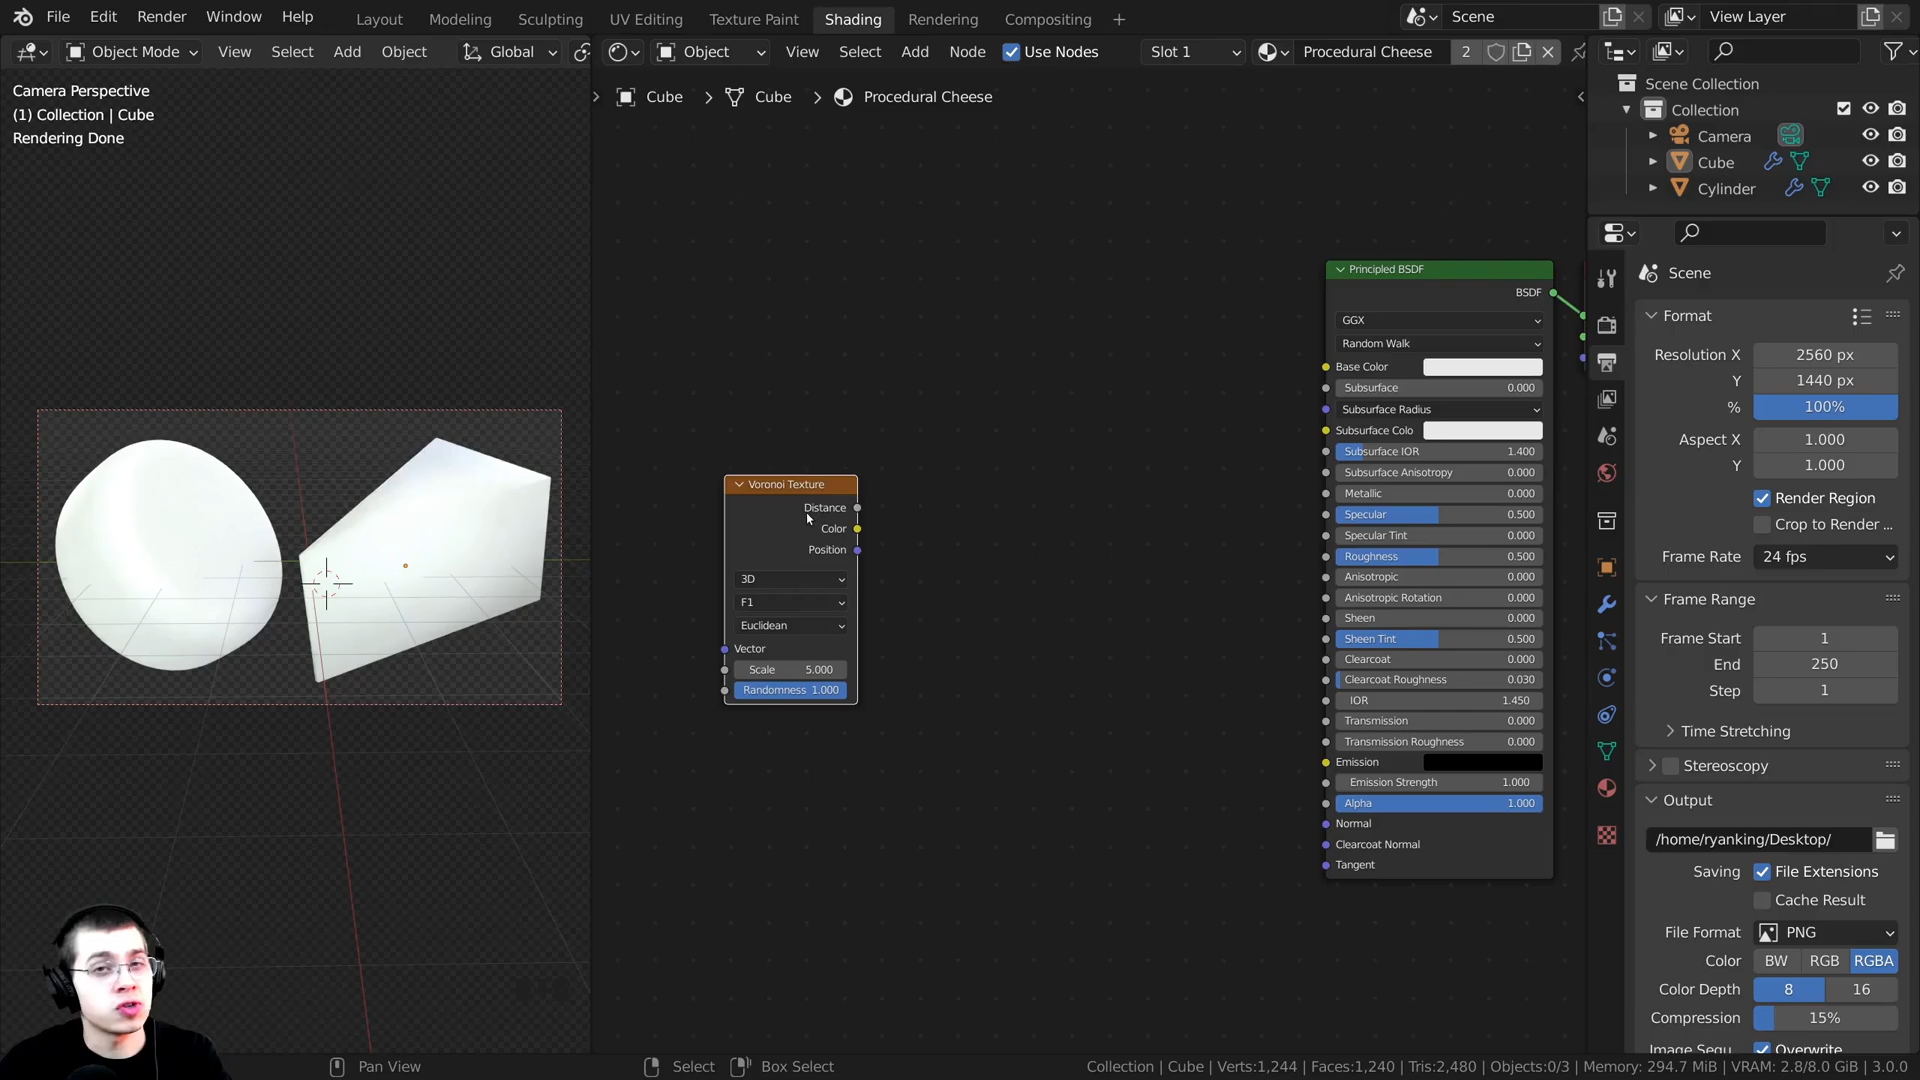 File Edit Render Window Help Layout Modeling Sculpting UV Editing Texture Paint Shading Rendering Compositing + Scene View Layer
Object Mode View Select Add Object Global Object View Select Add Node Use Nodes Slot 1 Procedural Cheese 2
Camera Perspective
(1) Collection | Cube
Rendering Done
Cube > Cube > Procedural Cheese
Voronoi Texture
Distance
Color
Position
3D
F1
Euclidean
Vector
Scale 5.000
Randomness 1.000
Principled BSDF
BSDF
GGX
Random Walk
Base Color
Subsurface 0.000
Subsurface Radius
Subsurface Colo
Subsurface IOR 1.400
Subsurface Anisotropy 0.000
Metallic 0.000
Specular 0.500
Specular Tint 0.000
Roughness 0.500
Anisotropic 0.000
Anisotropic Rotation 0.000
Sheen 0.000
Sheen Tint 0.500
Clearcoat 0.000
Clearcoat Roughness 0.030
IOR 1.450
Transmission 0.000
Transmission Roughness 0.000
Emission
Emission Strength 1.000
Alpha 1.000
Normal
Clearcoat Normal
Tangent
Scene Collection
Collection
Camera
Cube
Cylinder
Scene
Format
Resolution X 2560 px
Y 1440 px
% 100%
Aspect X 1.000
Y 1.000
Render Region
Crop to Render ...
Frame Rate 24 fps
Frame Range
Frame Start 1
End 250
Step 1
Time Stretching
Stereoscopy
Output
/home/ryanking/Desktop/
Saving File Extensions
Cache Result
File Format PNG
Color BW RGB RGBA
Color Depth 8 16
Compression 15%
Image Sequ... Overwrite
Pan View Select Box Select Collection | Cube | Verts:1,244 | Faces:1,240 | Tris:2,480 | Objects:0/3 | Memory: 294.7 MiB | VRAM: 2.8/8.0 GiB | 3.0.0